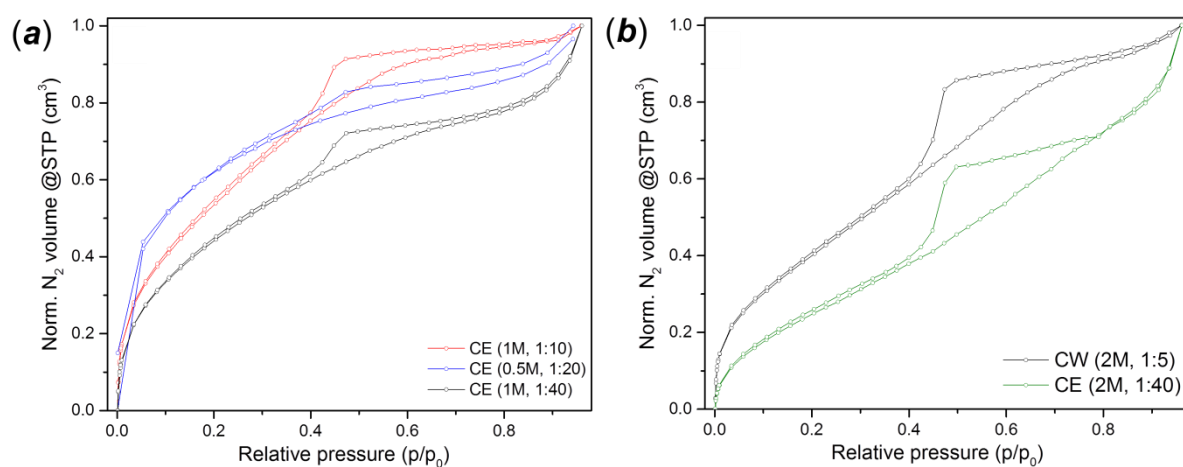 (a)
Norm. N2 volume @STP (cm3)
1.0
0.8
0.6
0.4
0.2
0.0
0.0 0.2 0.4 0.6 0.8
Relative pressure (p/p0)
CE (1M, 1:10)
CE (0.5M, 1:20)
CE (1M, 1:40)
(b)
Norm. N2 volume @STP (cm3)
1.0
0.8
0.6
0.4
0.2
0.0
0.0 0.2 0.4 0.6 0.8
Relative pressure (p/p0)
CW (2M, 1:5)
CE (2M, 1:40)